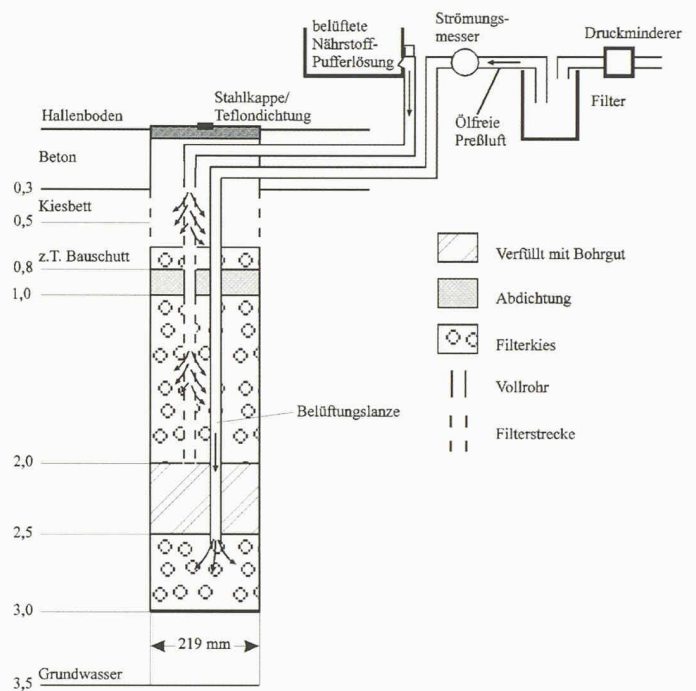 belüftete
Nährstoff-
Pufferlösung
Strömungs-
messer
Druckminderer
Filter
Ölfreie
Preßluft
Stahlkappe/
Teflondichtung
Hallenboden
Beton
0,3
Kiesbett
0,5
z.T. Bauschutt
0,8
1,0
Verfüllt mit Bohrgut
Abdichtung
Filterkies
Vollrohr
Filterstrecke
Belüftungslanze
2,0
2,5
3,0
219 mm
Grundwasser
3,5